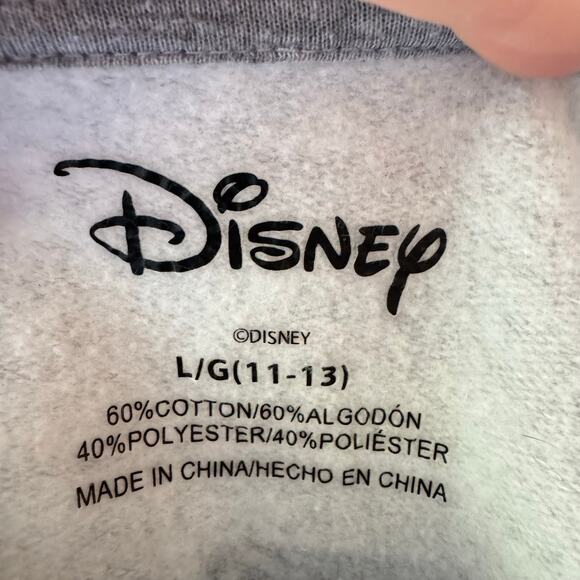 Disney
©DISNEY
L/G(11-13)
60%COTTON/60%ALGODÓN
40%POLYESTER/40%POLIÉSTER
MADE IN CHINA/HECHO EN CHINA